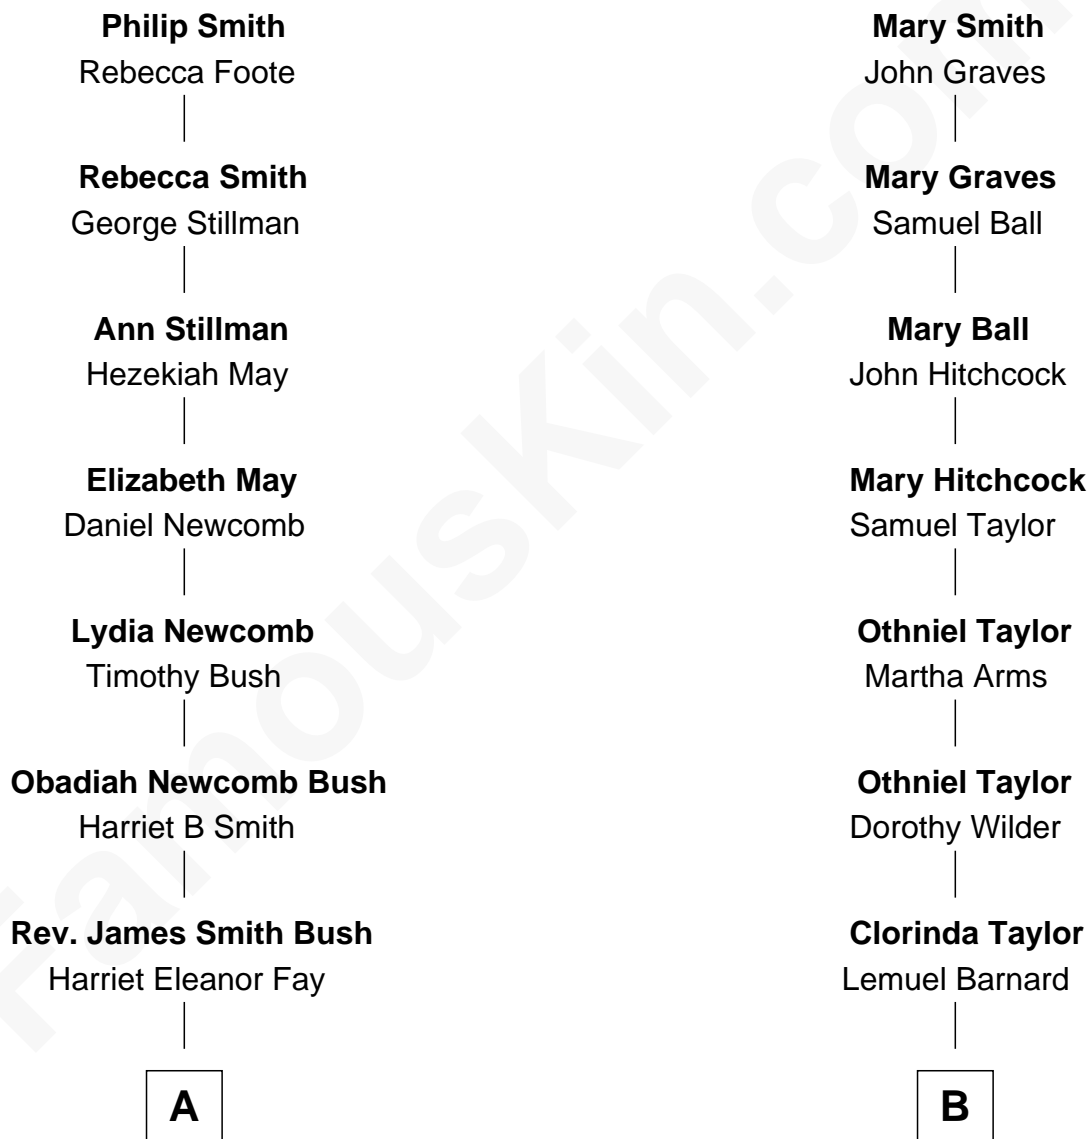 Philip Smith
Rebecca Foote
Rebecca Smith
George Stillman
Ann Stillman
Hezekiah May
Elizabeth May
Daniel Newcomb
Lydia Newcomb
Timothy Bush
Obadiah Newcomb Bush
Harriet B Smith
Rev. James Smith Bush
Harriet Eleanor Fay
A
Mary Smith
John Graves
Mary Graves
Samuel Ball
Mary Ball
John Hitchcock
Mary Hitchcock
Samuel Taylor
Othniel Taylor
Martha Arms
Othniel Taylor
Dorothy Wilder
Clorinda Taylor
Lemuel Barnard
B
FamousKin.com